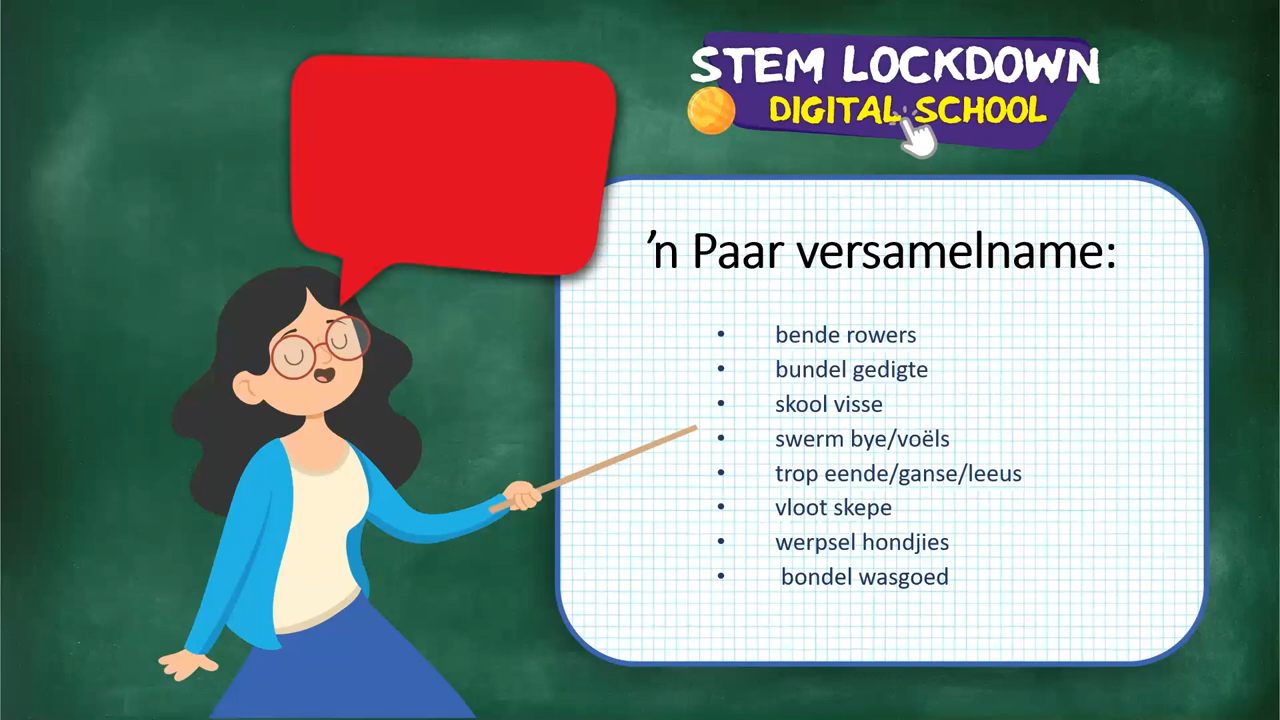 STEM LOCKDOWN
DIGITAL SCHOOL
’n Paar versamelname:
• bende rowers
• bundel gedigte
• skool visse
• swerm bye/voëls
• trop eende/ganse/leeus
• vloot skepe
• werpsel hondjies
• bondel wasgoed